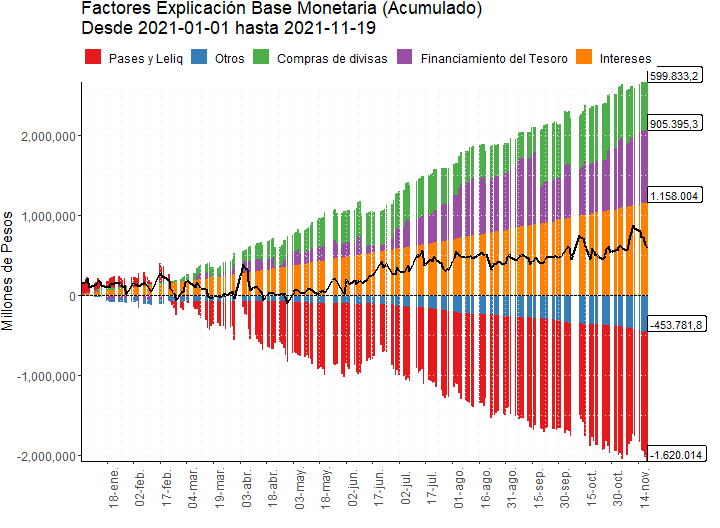 Factores Explicación Base Monetaria (Acumulado)
Desde 2021-01-01 hasta 2021-11-19
Pases y Leliq Otros Compras de divisas Financiamiento del Tesoro Intereses
599.833,2
905.395,3
1.158.004
-453.781,8
-1.620.014
Millones de Pesos
2,000,000
1,000,000
0
-1,000,000
-2,000,000
18-ene.
02-feb.
17-feb.
04-mar.
19-mar.
03-abr.
18-abr.
03-may.
18-may.
02-jun.
17-jun.
02-jul.
17-jul.
01-ago.
16-ago.
31-ago.
15-sep.
30-sep.
15-oct.
30-oct.
14-nov.